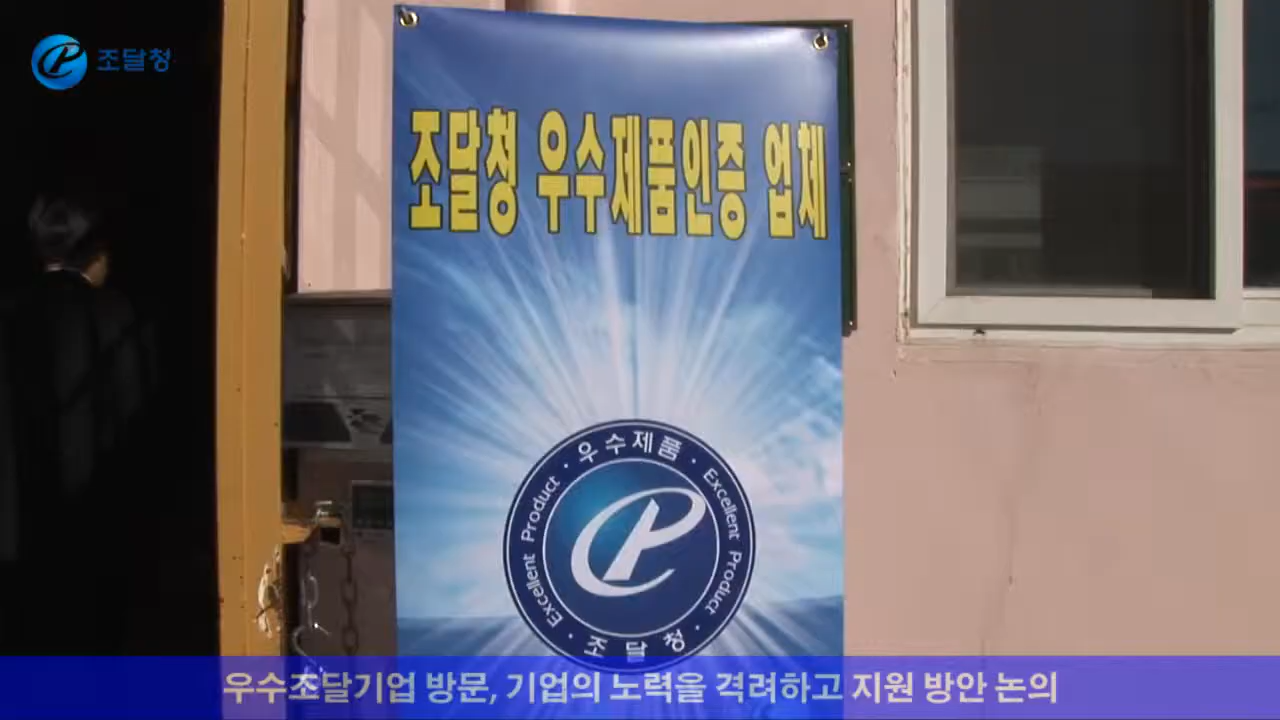 조달청
조달청 우수제품인증 업체
· 우수제품 ·
Excellent Product
Excellent Product
· 조달청 ·
우수조달기업 방문, 기업의 노력을 격려하고 지원 방안 논의